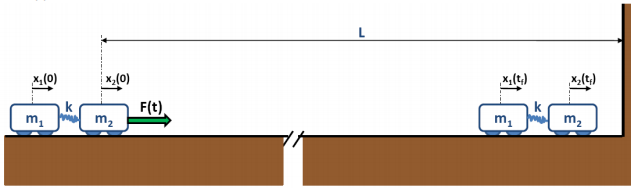 L
x₁(0)
x₂(0)
x₁(t_f)
x₂(t_f)
k
F(t)
k
m₁
m₂
m₁
m₂